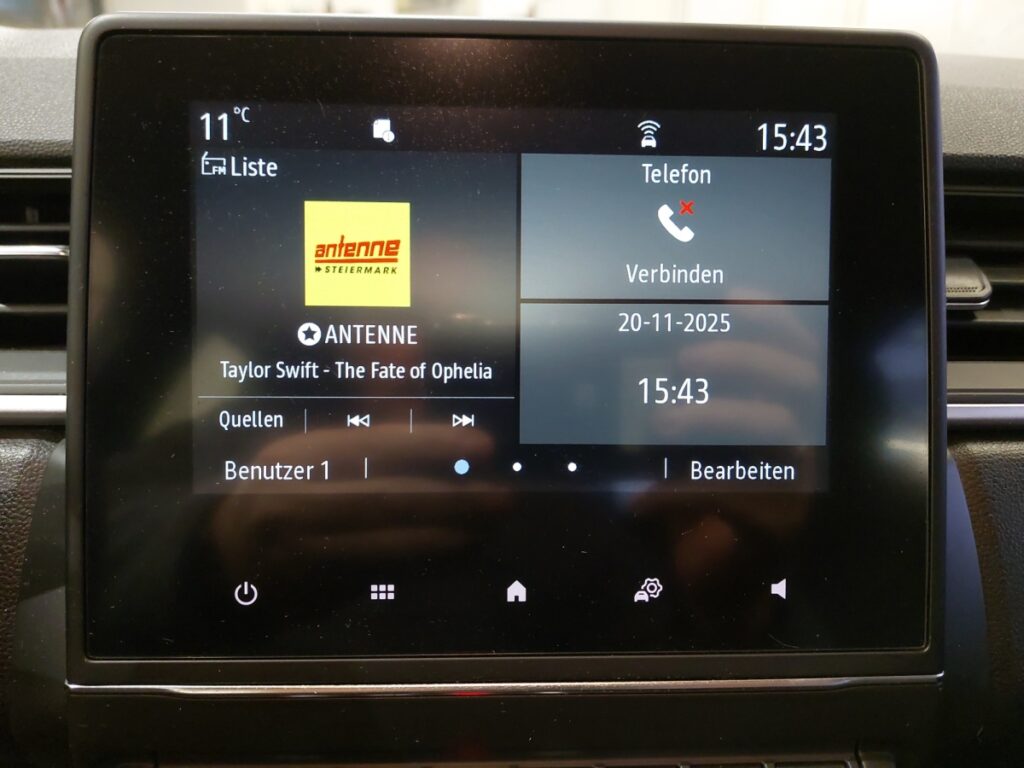 11°C
15:43
FM Liste
antenne
STEIERMARK
ANTENNE
Taylor Swift - The Fate of Ophelia
Quellen
Telefon
Verbinden
20-11-2025
15:43
Benutzer 1
Bearbeiten